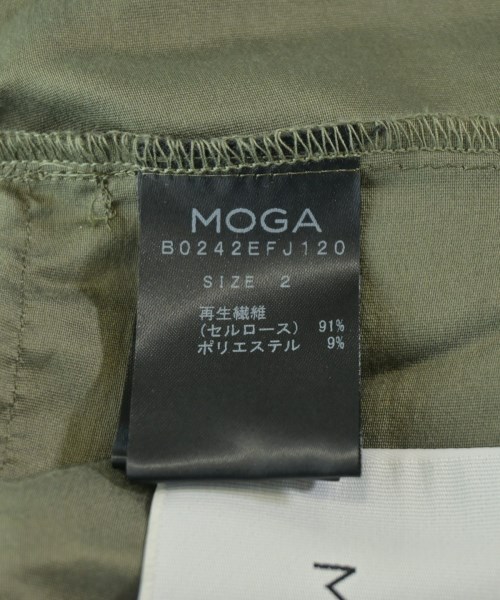 MOGA
B0242EFJ120
SIZE 2
再生繊維
(セルロース) 91%
ポリエステル 9%
M